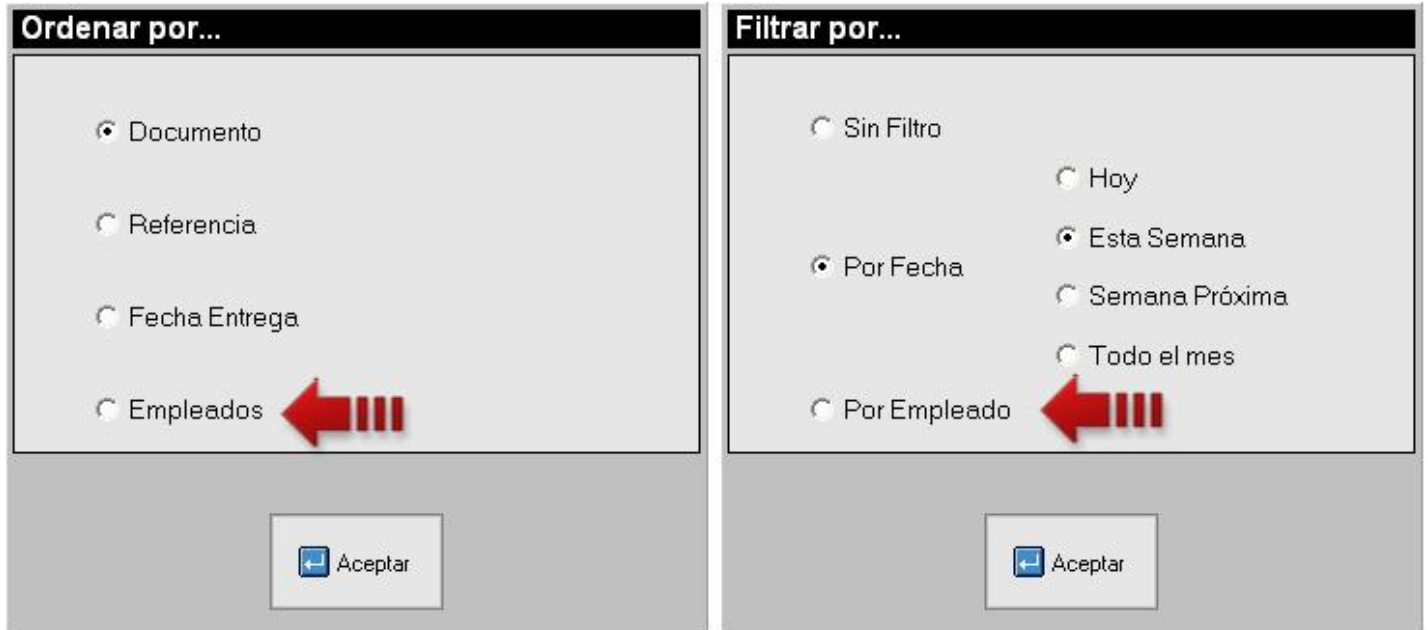 Ordenar por...
Documento
Referencia
Fecha Entrega
Empleados
Aceptar
Filtrar por...
Sin Filtro
Hoy
Esta Semana
Por Fecha
Semana Próxima
Todo el mes
Por Empleado
Aceptar